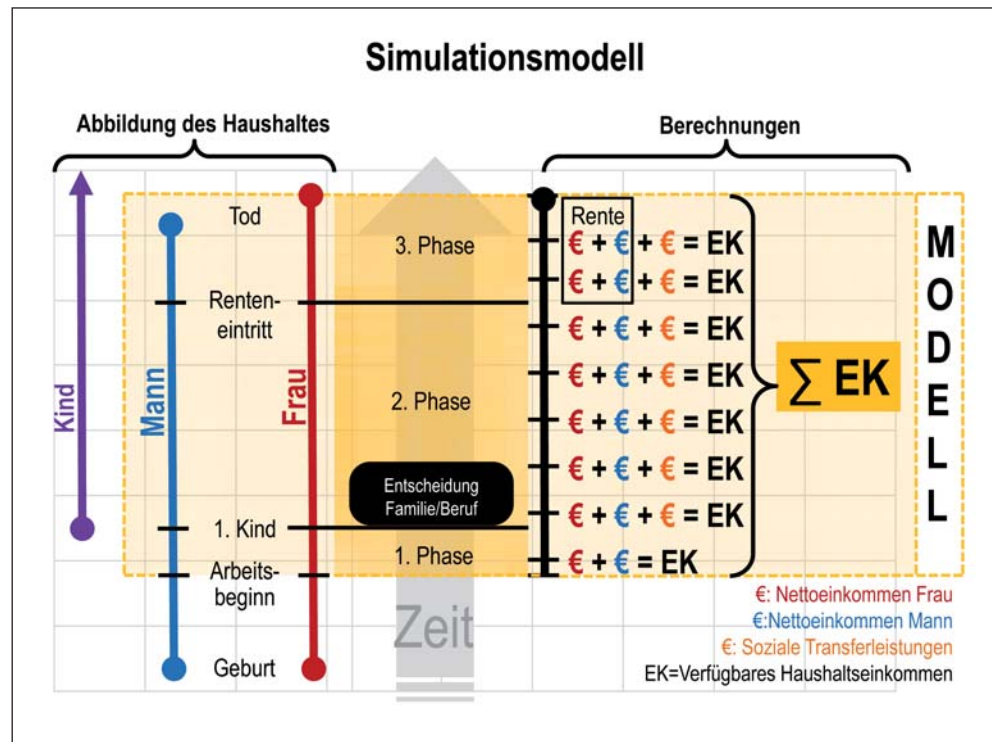 Simulationsmodell
Abbildung des Haushaltes
Berechnungen
Kind
Mann
Frau
Tod
Renten-
eintritt
1. Kind
Arbeits-
beginn
Geburt
3. Phase
2. Phase
Entscheidung
Familie/Beruf
1. Phase
Zeit
Rente
€ + € + € = EK
€ + € + € = EK
€ + € + € = EK
€ + € + € = EK
€ + € + € = EK
€ + € + € = EK
€ + € + € = EK
€ + € = EK
∑ EK
M
O
D
E
L
L
€: Nettoeinkommen Frau
€:Nettoeinkommen Mann
€: Soziale Transferleistungen
EK=Verfügbares Haushaltseinkommen